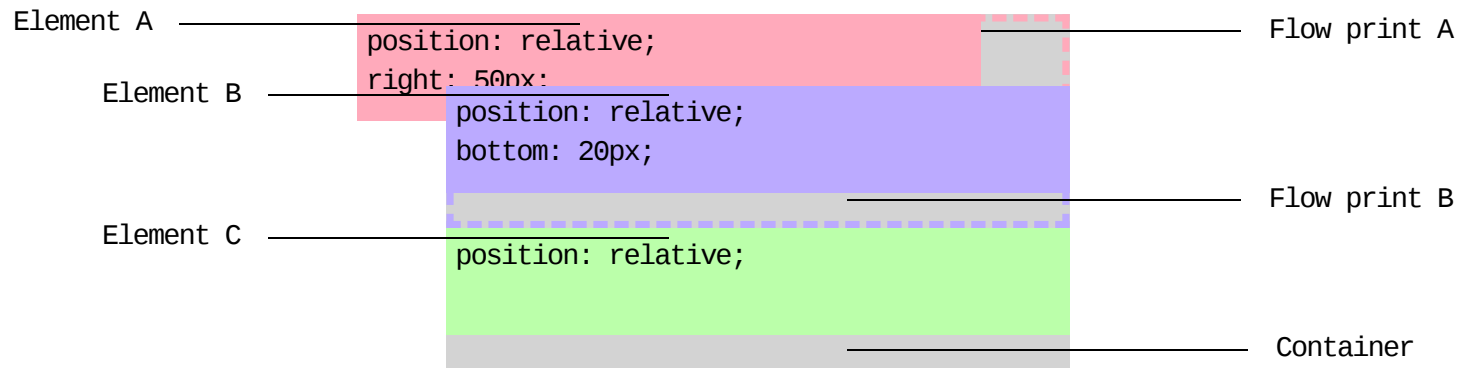 Element A
position: relative;
Flow print A
right: 50px;
Element B
position: relative;
bottom: 20px;
Flow print B
Element C
position: relative;
Container